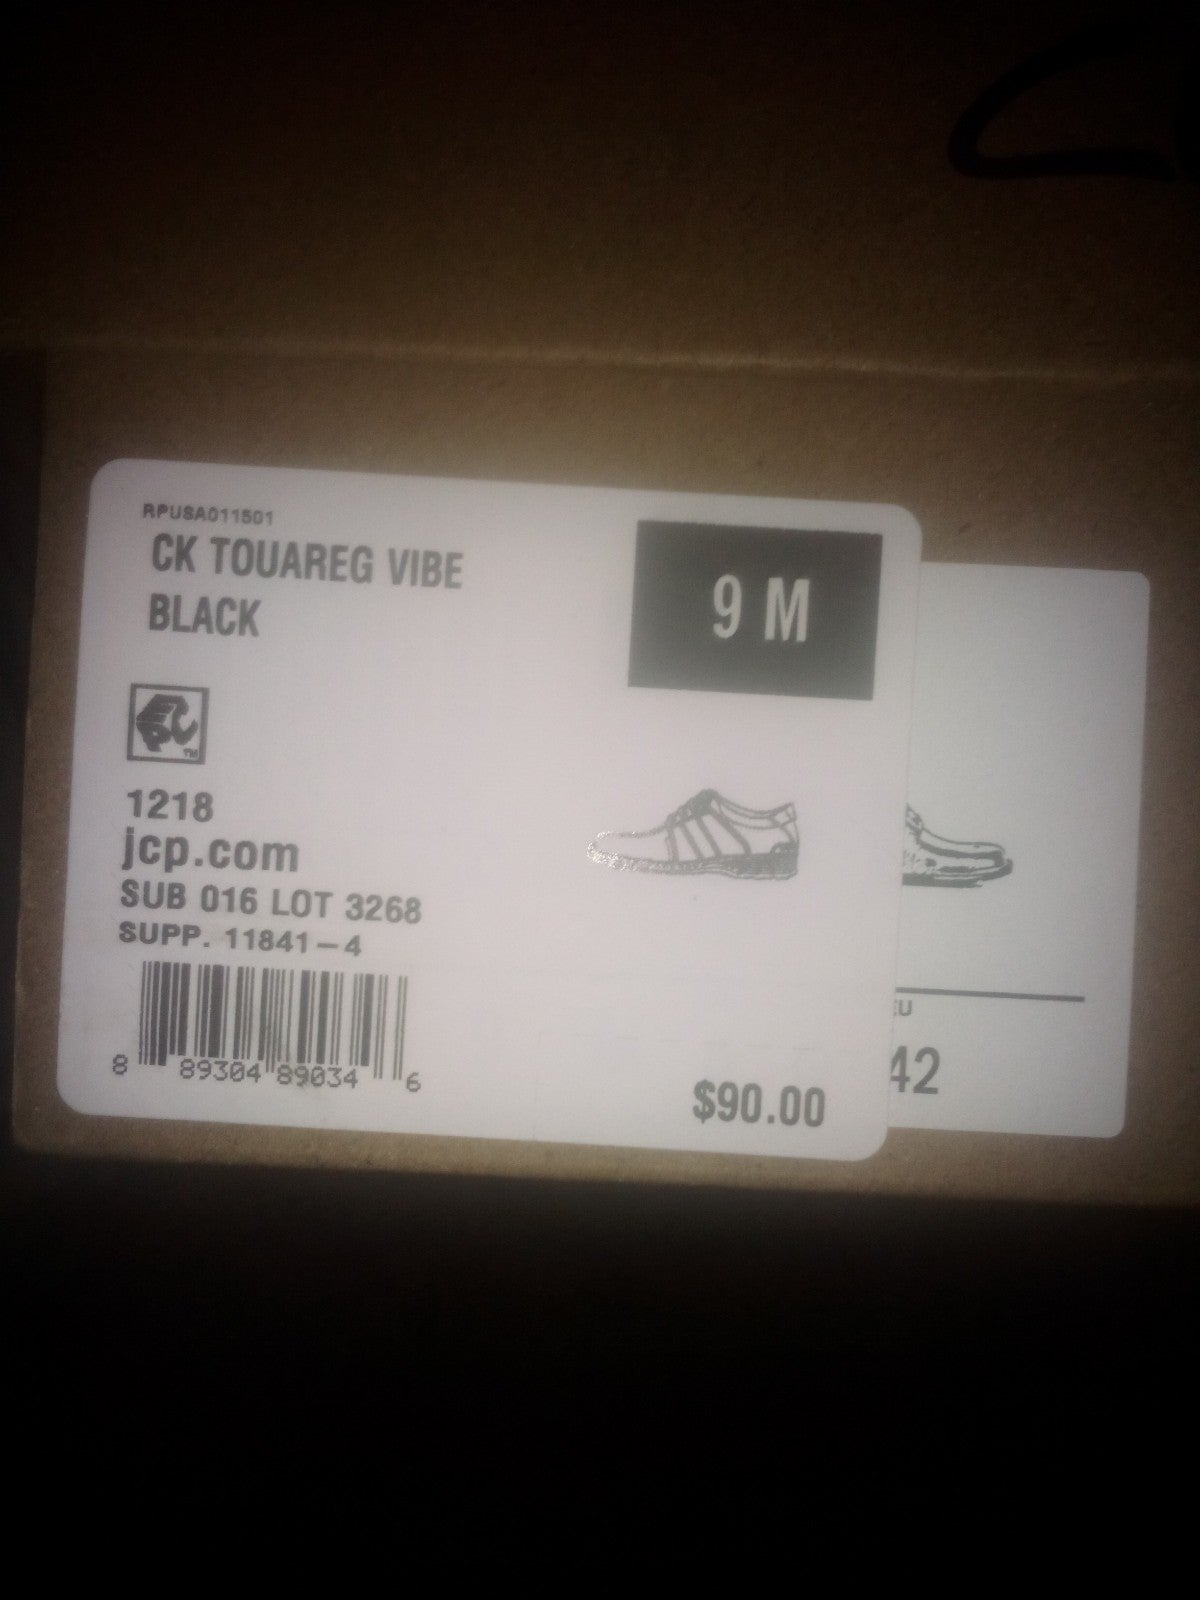 RPUSA011501
CK TOUAREG VIBE
BLACK
9 M
1218
jcp.com
SUB 016 LOT 3268
SUPP. 11841-4
8 89304 89034 6
$90.00
EU
42